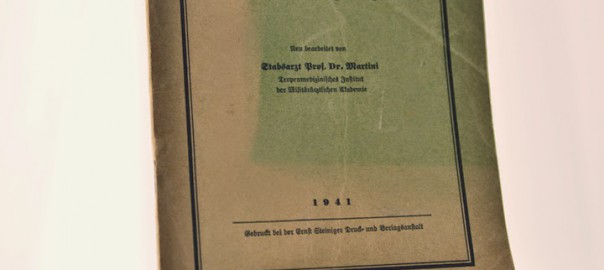 Neu bearbeitet von
Stabsarzt Prof. Dr. Martini
Tropenmedizinisches Institut
der Militärärztlichen Akademie
1941
Gedruckt bei der Ernst Steiniger Druck- und Verlagsanstalt